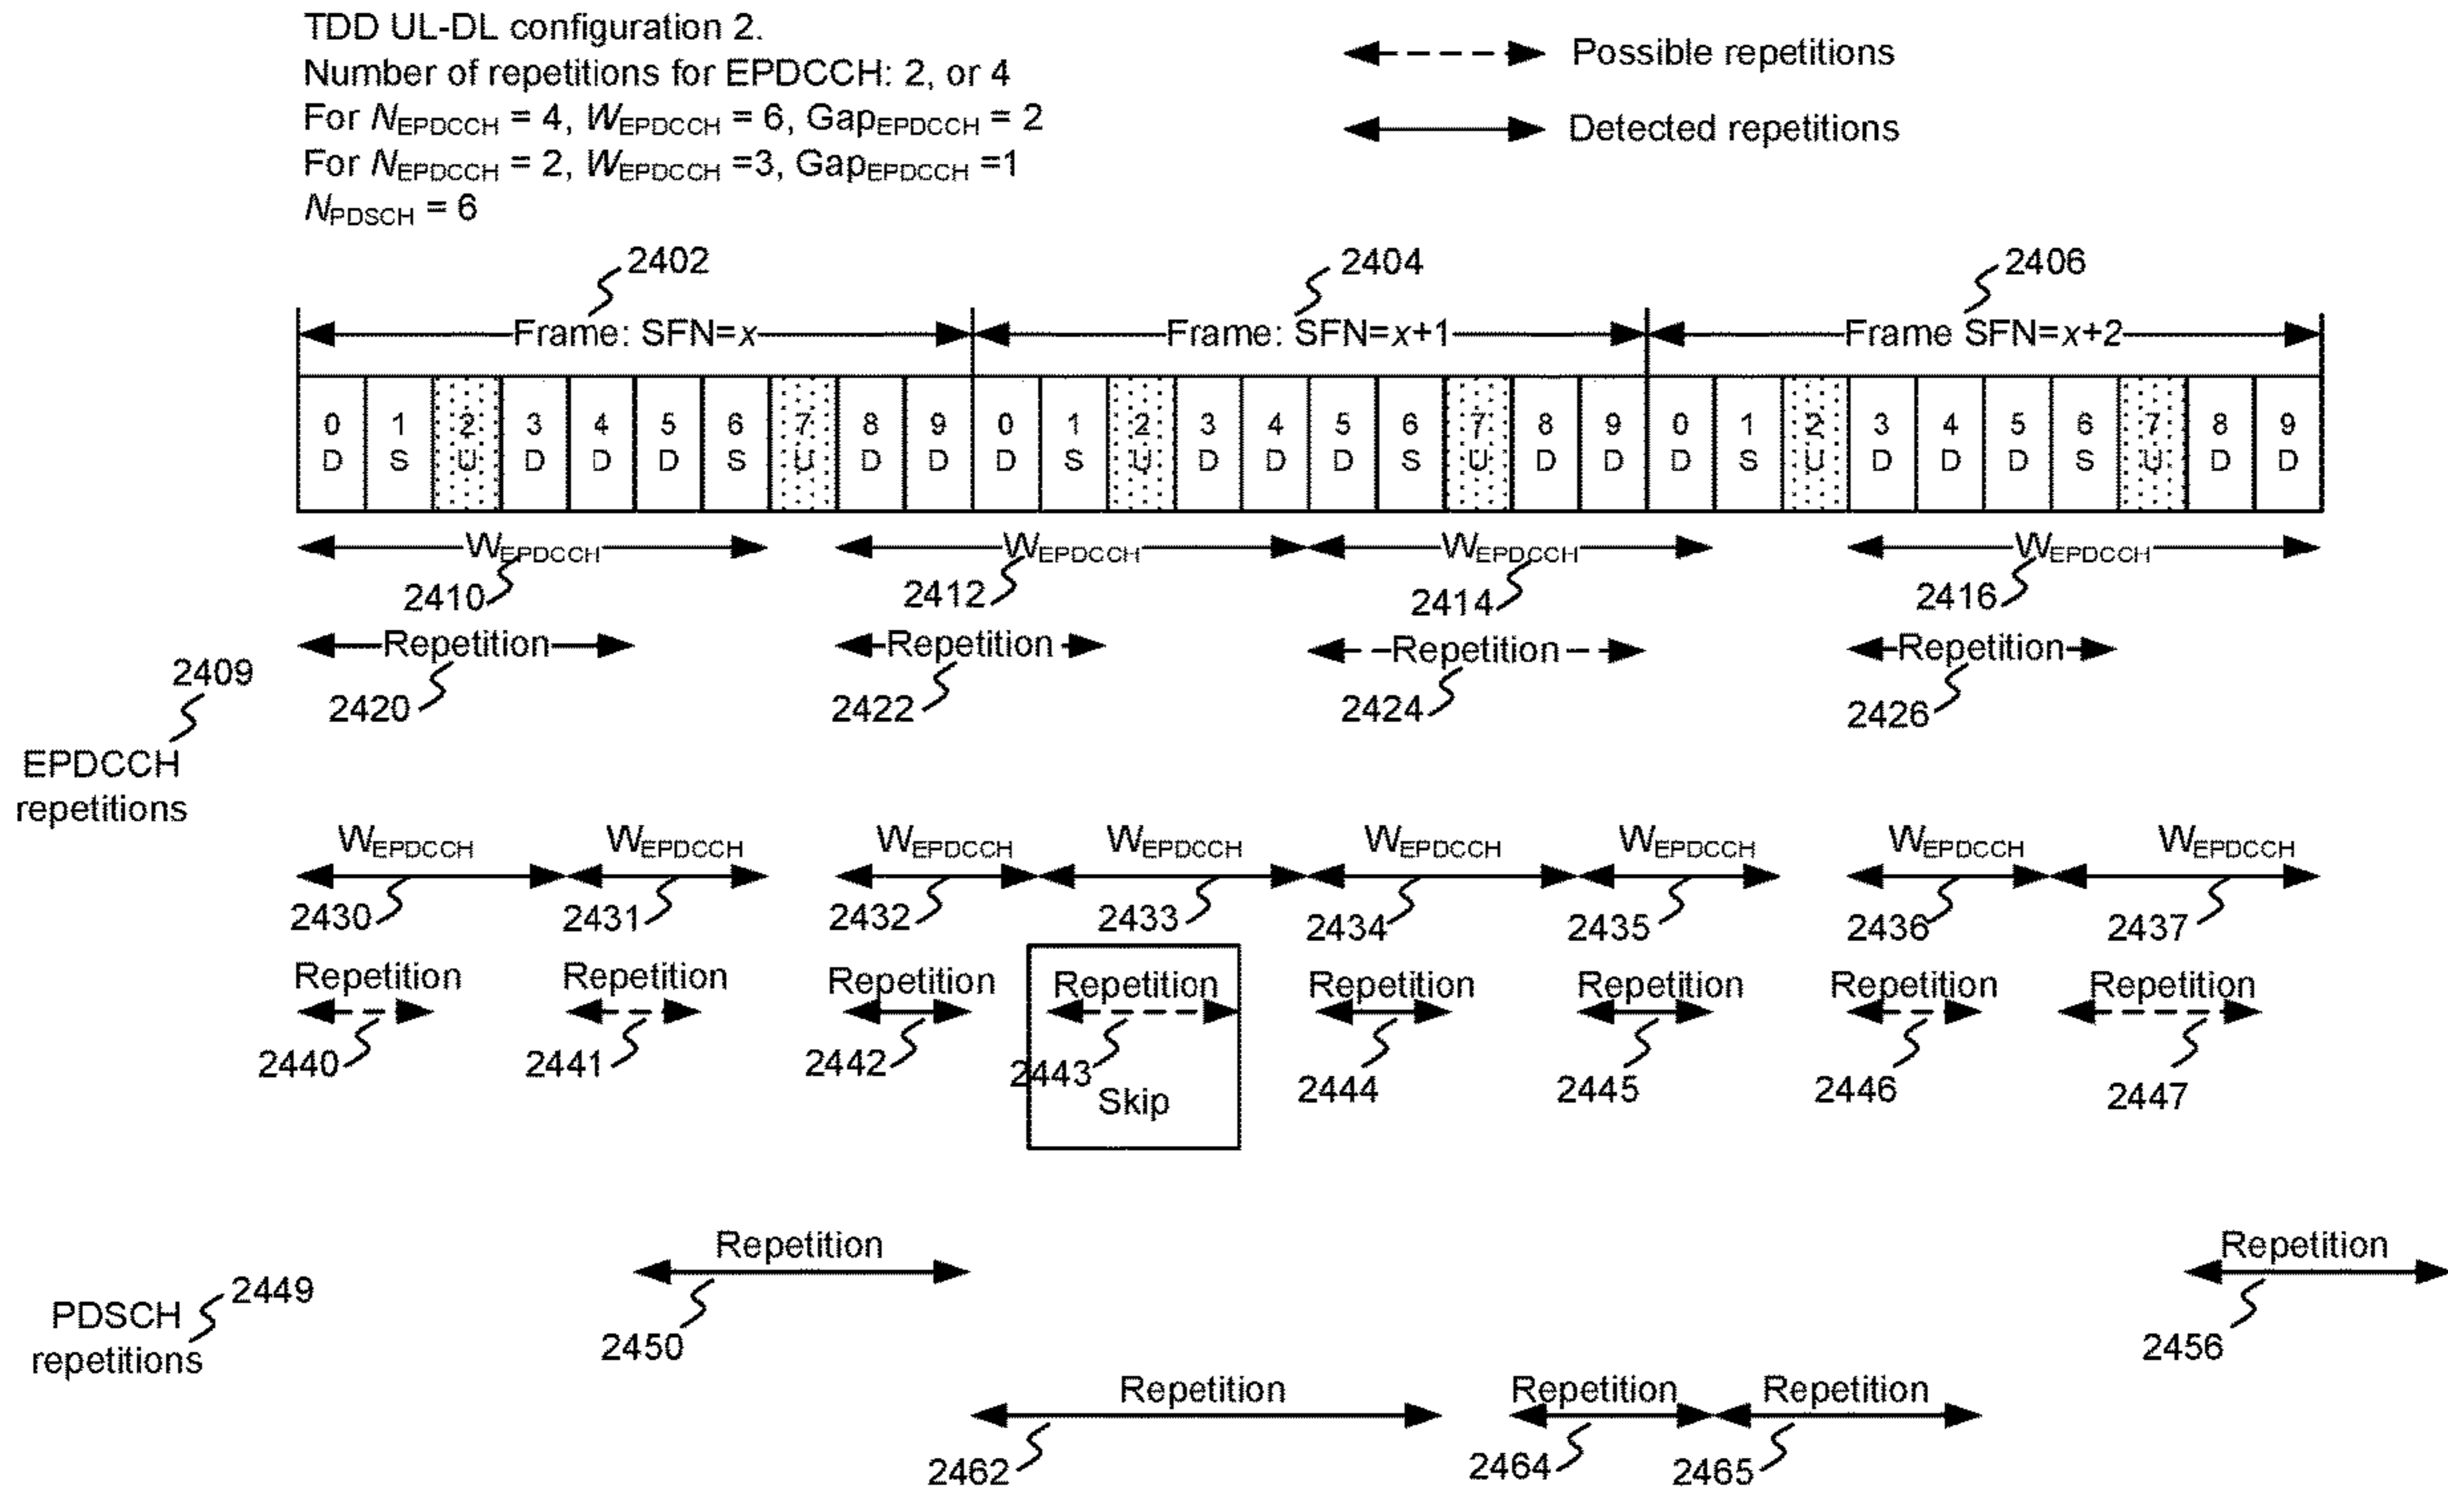 TDD UL-DL configuration 2.
Number of repetitions for EPDCCH: 2, or 4
For NEPDCCH = 4, WEPDCCH = 6, GapEPDCCH = 2
For NEPDCCH = 2, WEPDCCH =3, GapEPDCCH =1
NPDSCH = 6
Possible repetitions
Detected repetitions
2402 2404 2406
Frame: SFN=x Frame: SFN=x+1 Frame SFN=x+2
0 1 2 3 4 5 6 7 8 9 0 1 2 3 4 5 6 7 8 9 0 1 2 3 4 5 6 7 8 9
D S U D D D S U D D D S U D D D S U D D D S U D D D S U D D
WEPDCCH WEPDCCH WEPDCCH WEPDCCH
2410 2412 2414 2416
Repetition Repetition Repetition Repetition
2420 2422 2424 2426
2409
EPDCCH
repetitions
WEPDCCH WEPDCCH WEPDCCH WEPDCCH WEPDCCH WEPDCCH WEPDCCH WEPDCCH
2430 2431 2432 2433 2434 2435 2436 2437
Repetition Repetition Repetition Repetition Repetition Repetition Repetition Repetition
2440 2441 2442 2443 2444 2445 2446 2447
Skip
Repetition Repetition
2450 2456
2449
PDSCH
repetitions
Repetition Repetition Repetition
2462 2464 2465